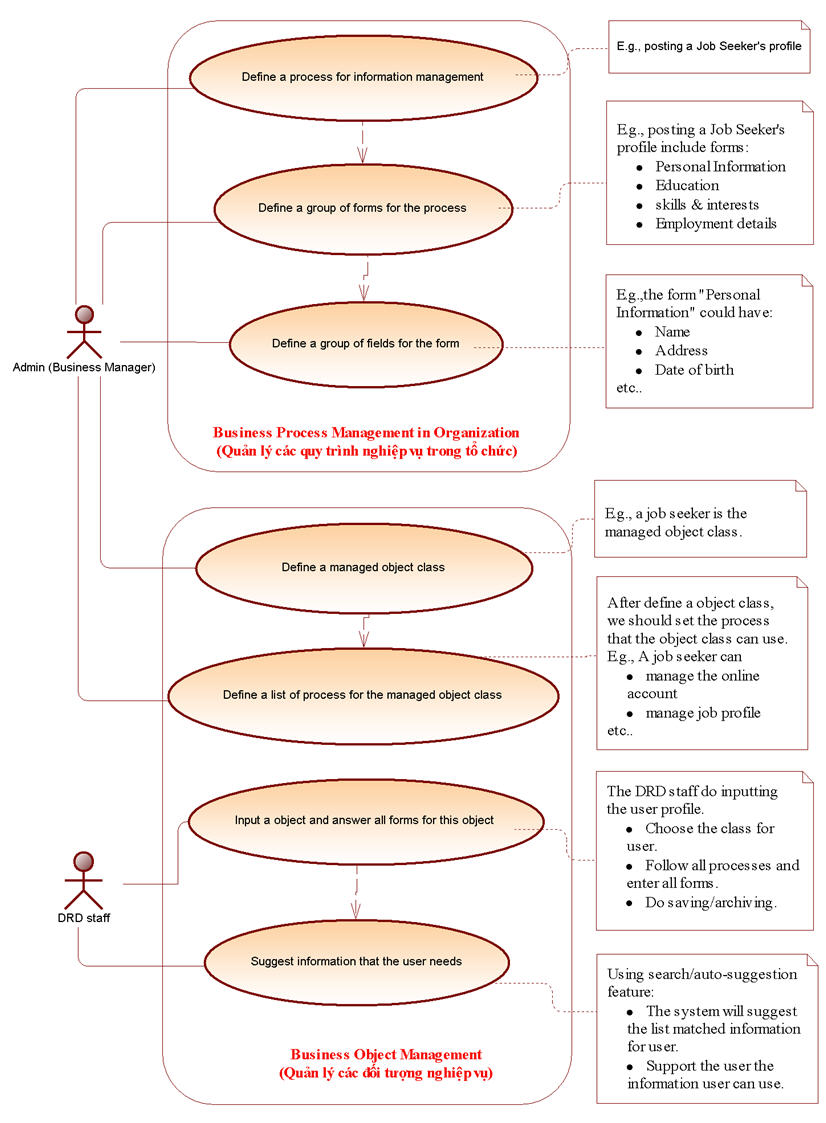 Define a process for information management
E.g., posting a Job Seeker's profile
Define a group of forms for the process
E.g., posting a Job Seeker's
profile include forms:
● Personal Information
● Education
● skills & interests
● Employment details
Admin (Business Manager)
Define a group of fields for the form
E.g.,the form "Personal
Information" could have:
● Name
● Address
● Date of birth
etc..
Business Process Management in Organization
(Quản lý các quy trình nghiệp vụ trong tổ chức)
Define a managed object class
E.g., a job seeker is the
managed object class.
Define a list of process for the managed object class
After define a object class,
we should set the process
that the object class can use.
E.g., A job seeker can
● manage the online
account
● manage job profile
etc..
Input a object and answer all forms for this object
The DRD staff do inputting
the user profile.
● Choose the class for
user.
● Follow all processes and
enter all forms.
● Do saving/archiving.
DRD staff
Suggest information that the user needs
Using search/auto-suggestion
feature:
● The system will suggest
the list matched information
for user.
● Support the user the
information user can use.
Business Object Management
(Quản lý các đối tượng nghiệp vụ)